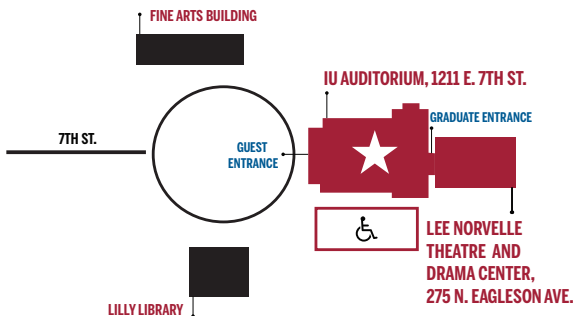 FINE ARTS BUILDING
IU AUDITORIUM, 1211 E. 7TH ST.
GRADUATE ENTRANCE
7TH ST.
GUEST
ENTRANCE
LEE NORVELLE
THEATRE AND
DRAMA CENTER,
275 N. EAGLESON AVE.
LILLY LIBRARY